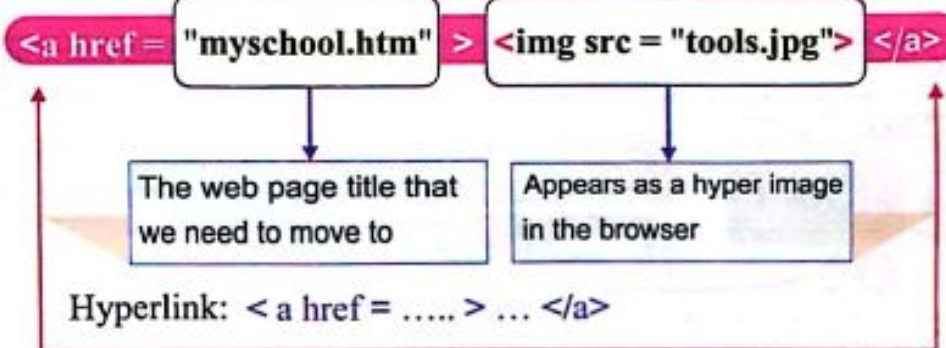 <a href = "myschool.htm" > <img src = "tools.jpg"> </a>
The web page title that
we need to move to
Appears as a hyper image
in the browser
Hyperlink: < a href = ..... > ... </a>